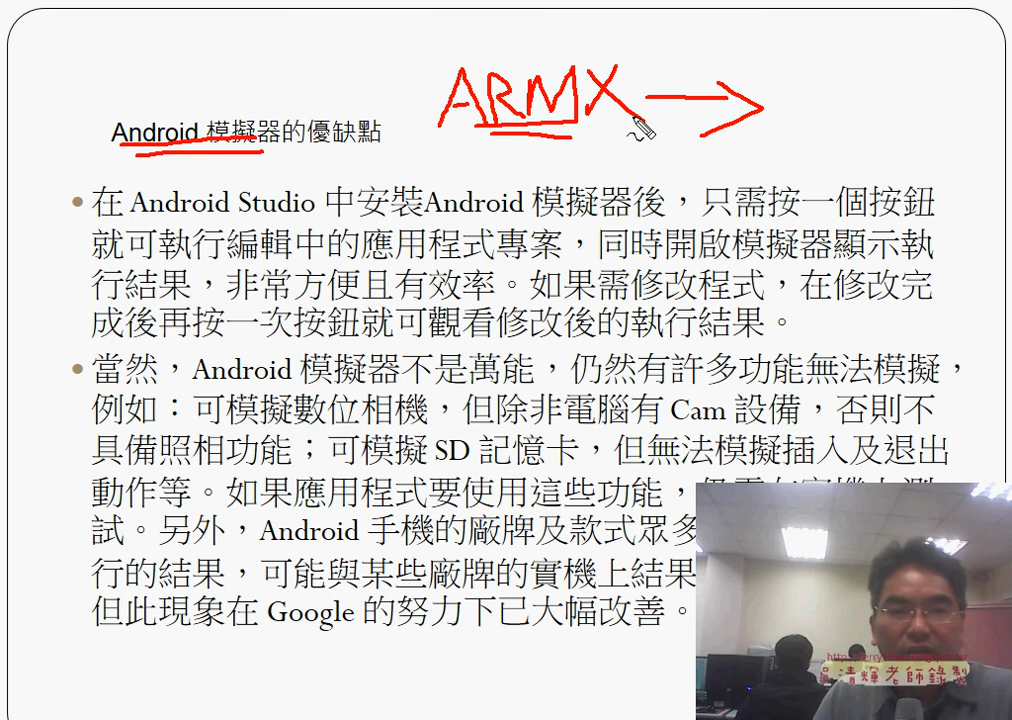 ARMX
Android 模擬器的優缺點
在 Android Studio 中安裝Android 模擬器後，只需按一個按鈕
就可執行編輯中的應用程式專案，同時開啟模擬器顯示執
行結果，非常方便且有效率。如果需修改程式，在修改完
成後再按一次按鈕就可觀看修改後的執行結果。
當然，Android 模擬器不是萬能，仍然有許多功能無法模擬，
例如：可模擬數位相機，但除非電腦有 Cam 設備，否則不
具備照相功能；可模擬 SD 記憶卡，但無法模擬插入及退出
動作等。如果應用程式要使用這些功能，
試。另外，Android 手機的廠牌及款式眾多
行的結果，可能與某些廠牌的實機上結果
但此現象在 Google 的努力下已大幅改善。
吳清輝老師錄製